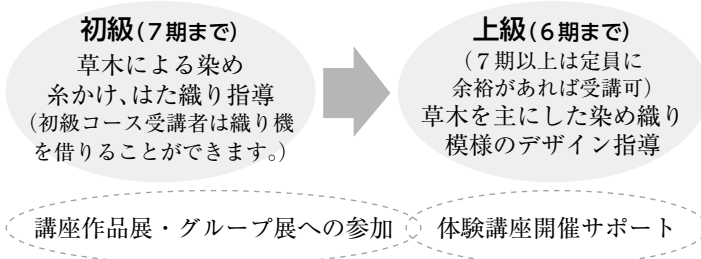 初級(7期まで)
草木による染め
糸かけ、はた織り指導
(初級コース受講者は織り機
を借りることができます。)
上級(6期まで)
(7期以上は定員に
余裕があれば受講可)
草木を主にした染め織り
模様のデザイン指導
講座作品展・グループ展への参加
体験講座開催サポート